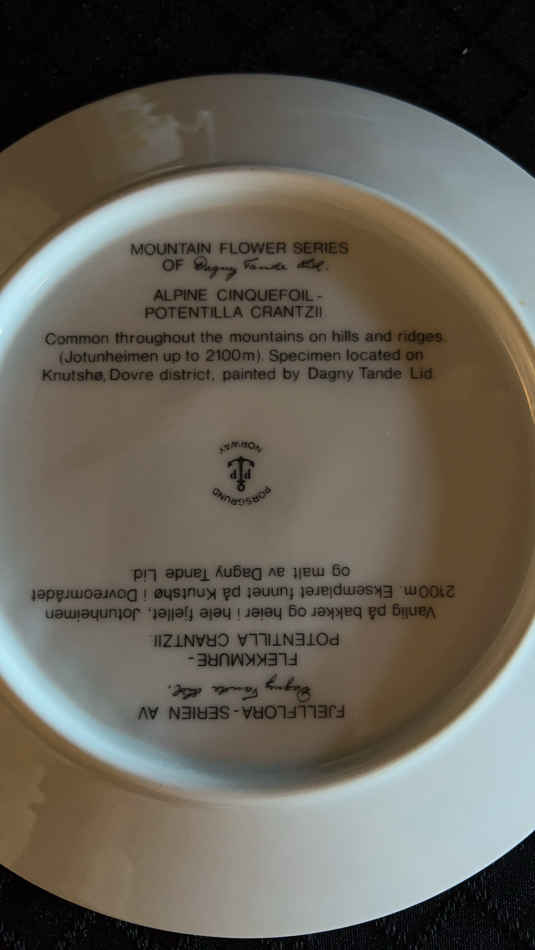 MOUNTAIN FLOWER SERIES
OF Dagny Tande Lid.
ALPINE CINQUEFOIL-
POTENTILLA CRANTZII
Common throughout the mountains on hills and ridges.
(Jotunheimen up to 2100m). Specimen located on
Knutshø, Dovre district, painted by Dagny Tande Lid.
PORSGRUND
PP
NORWAY
FJELLFLORA-SERIEN AV
Dagny Tande Lid.
FLEKKMURE-
POTENTILLA CRANTZII.
Vanlig på bakker og heier i hele fjellet, Jotunheimen
2100m. Eksemplaret funnet på Knutshø i Dovreområdet
og malt av Dagny Tande Lid.